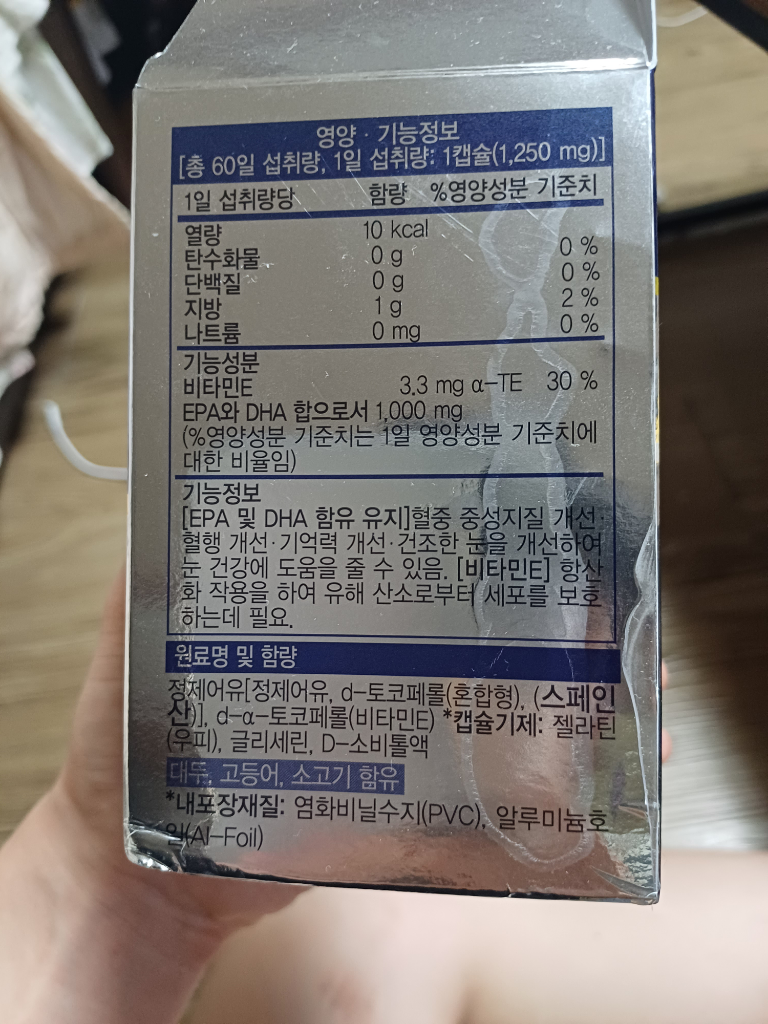 영양 · 기능정보
[총 60일 섭취량, 1일 섭취량: 1캡슐(1,250 mg)]
1일 섭취량당 함량 %영양성분 기준치
열량 10 kcal
탄수화물 0 g 0 %
단백질 0 g 0 %
지방 1 g 2 %
나트륨 0 mg 0 %
기능성분
비타민E 3.3 mg α-TE 30 %
EPA와 DHA 합으로서 1,000 mg
(%영양성분 기준치는 1일 영양성분 기준치에
대한 비율임)
기능정보
[EPA 및 DHA 함유 유지]혈중 중성지질 개선·
혈행 개선·기억력 개선·건조한 눈을 개선하여
눈 건강에 도움을 줄 수 있음. [비타민E] 항산
화 작용을 하여 유해 산소로부터 세포를 보호
하는데 필요.
원료명 및 함량
정제어유[정제어유, d-토코페롤(혼합형), (스페인
산)], d-α-토코페롤(비타민E) *캡슐기제: 젤라틴
(우피), 글리세린, D-소비톨액
대두, 고등어, 소고기 함유
*내포장재질: 염화비닐수지(PVC), 알루미늄호
일(Al-Foil)